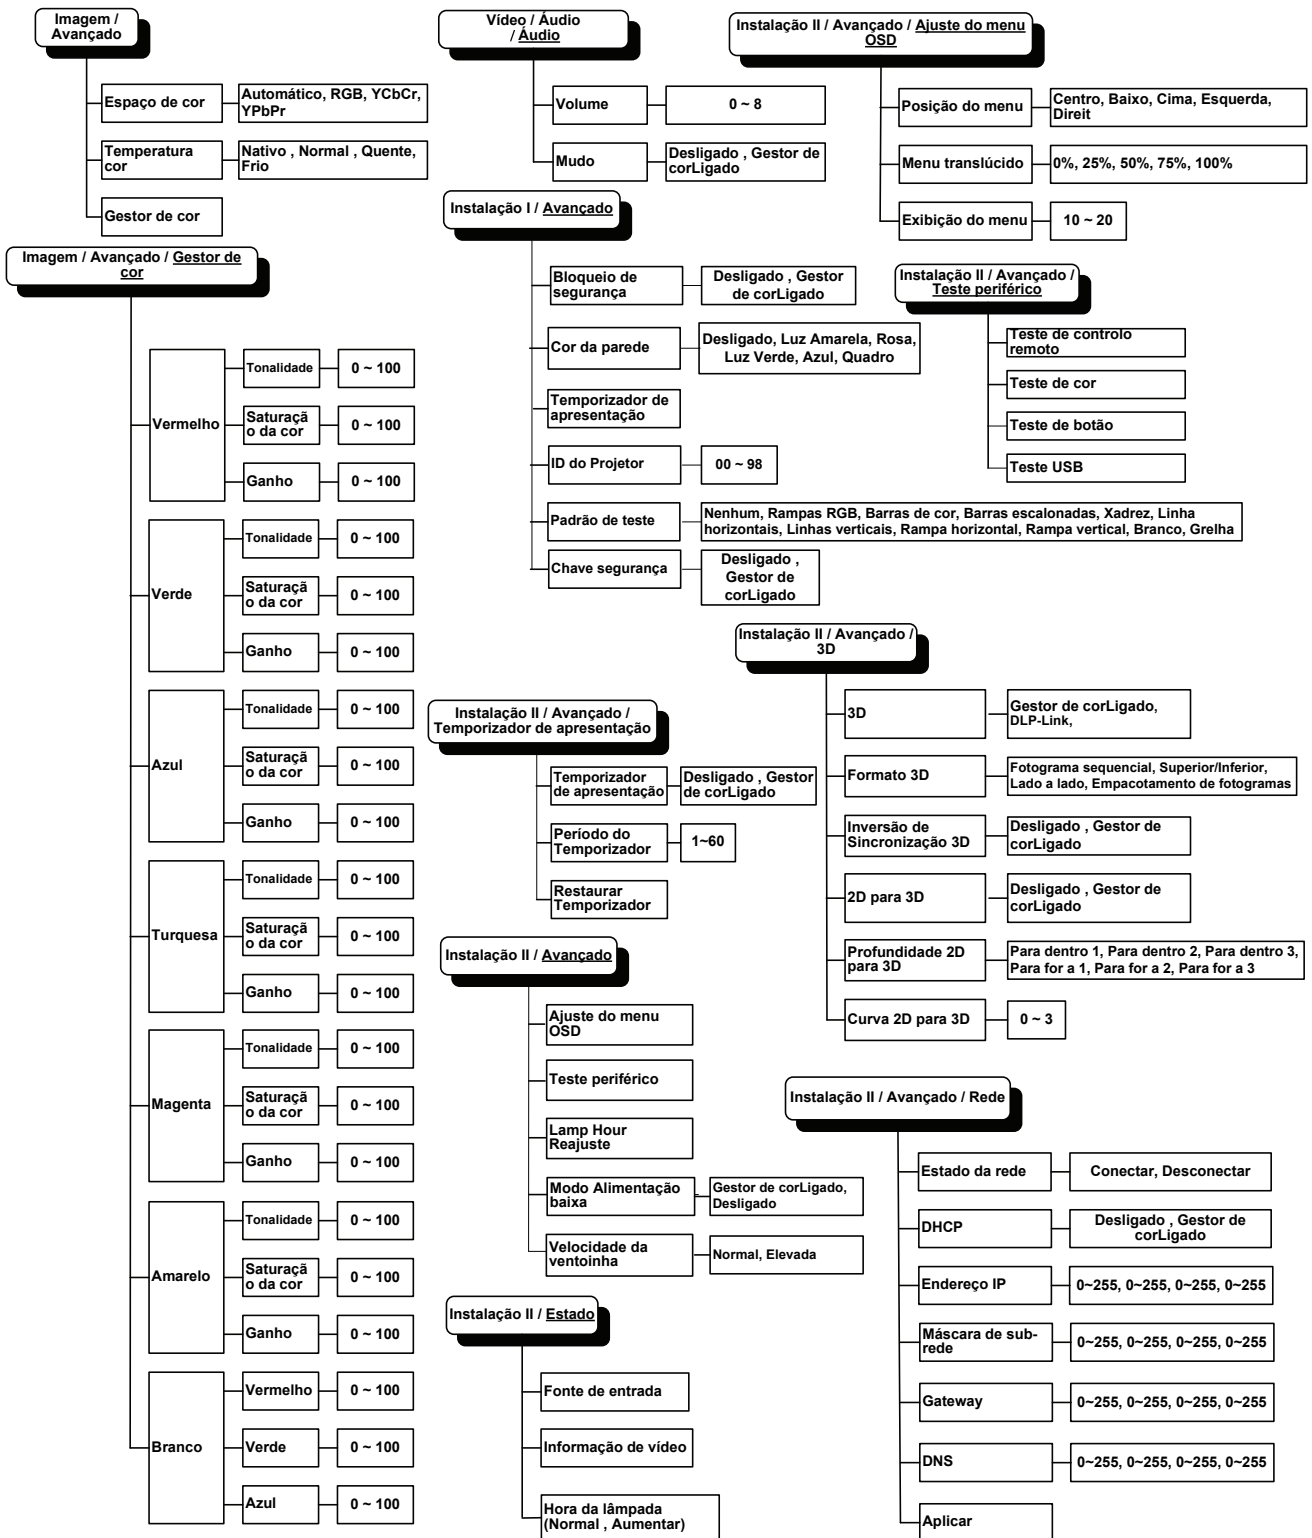 Imagem /
Avançado
Espaço de cor
Automático, RGB, YCbCr,
YPbPr
Temperatura
cor
Nativo , Normal , Quente,
Frio
Gestor de cor
Imagem / Avançado / Gestor de
cor
Vermelho
Tonalidade
0 ~ 100
Saturaçã
o da cor
0 ~ 100
Ganho
0 ~ 100
Verde
Tonalidade
0 ~ 100
Saturaçã
o da cor
0 ~ 100
Ganho
0 ~ 100
Azul
Tonalidade
0 ~ 100
Saturaçã
o da cor
0 ~ 100
Ganho
0 ~ 100
Turquesa
Tonalidade
0 ~ 100
Saturaçã
o da cor
0 ~ 100
Ganho
0 ~ 100
Magenta
Tonalidade
0 ~ 100
Saturaçã
o da cor
0 ~ 100
Ganho
0 ~ 100
Amarelo
Tonalidade
0 ~ 100
Saturaçã
o da cor
0 ~ 100
Ganho
0 ~ 100
Branco
Vermelho
0 ~ 100
Verde
0 ~ 100
Azul
0 ~ 100
Vídeo / Áudio
/ Áudio
Volume
0 ~ 8
Mudo
Desligado , Gestor de
corLigado
Instalação I / Avançado
Bloqueio de
segurança
Desligado , Gestor
de corLigado
Cor da parede
Desligado, Luz Amarela, Rosa,
Luz Verde, Azul, Quadro
Temporizador de
apresentação
ID do Projetor
00 ~ 98
Padrão de teste
Nenhum, Rampas RGB, Barras de cor, Barras escalonadas, Xadrez, Linha
horizontais, Linhas verticais, Rampa horizontal, Rampa vertical, Branco, Grelha
Chave segurança
Desligado ,
Gestor de
corLigado
Instalação II / Avançado /
Temporizador de apresentação
Temporizador
de apresentação
Desligado , Gestor
de corLigado
Período do
Temporizador
1~60
Restaurar
Temporizador
Instalação II / Avançado
Ajuste do menu
OSD
Teste periférico
Lamp Hour
Reajuste
Modo Alimentação
baixa
Gestor de corLigado,
Desligado
Velocidade da
ventoinha
Normal, Elevada
Instalação II / Estado
Fonte de entrada
Informação de vídeo
Hora da lâmpada
(Normal , Aumentar)
Instalação II / Avançado / Ajuste do menu
OSD
Posição do menu
Centro, Baixo, Cima, Esquerda,
Direit
Menu translúcido
0%, 25%, 50%, 75%, 100%
Exibição do menu
10 ~ 20
Instalação II / Avançado /
Teste periférico
Teste de controlo
remoto
Teste de cor
Teste de botão
Teste USB
Instalação II / Avançado /
3D
3D
Gestor de corLigado,
DLP-Link,
Formato 3D
Fotograma sequencial, Superior/Inferior,
Lado a lado, Empacotamento de fotogramas
Inversão de
Sincronização 3D
Desligado , Gestor de
corLigado
2D para 3D
Desligado , Gestor de
corLigado
Profundidade 2D
para 3D
Para dentro 1, Para dentro 2, Para dentro 3,
Para for a 1, Para for a 2, Para for a 3
Curva 2D para 3D
0 ~ 3
Instalação II / Avançado / Rede
Estado da rede
Conectar, Desconectar
DHCP
Desligado , Gestor de
corLigado
Endereço IP
0~255, 0~255, 0~255, 0~255
Máscara de sub-
rede
0~255, 0~255, 0~255, 0~255
Gateway
0~255, 0~255, 0~255, 0~255
DNS
0~255, 0~255, 0~255, 0~255
Aplicar